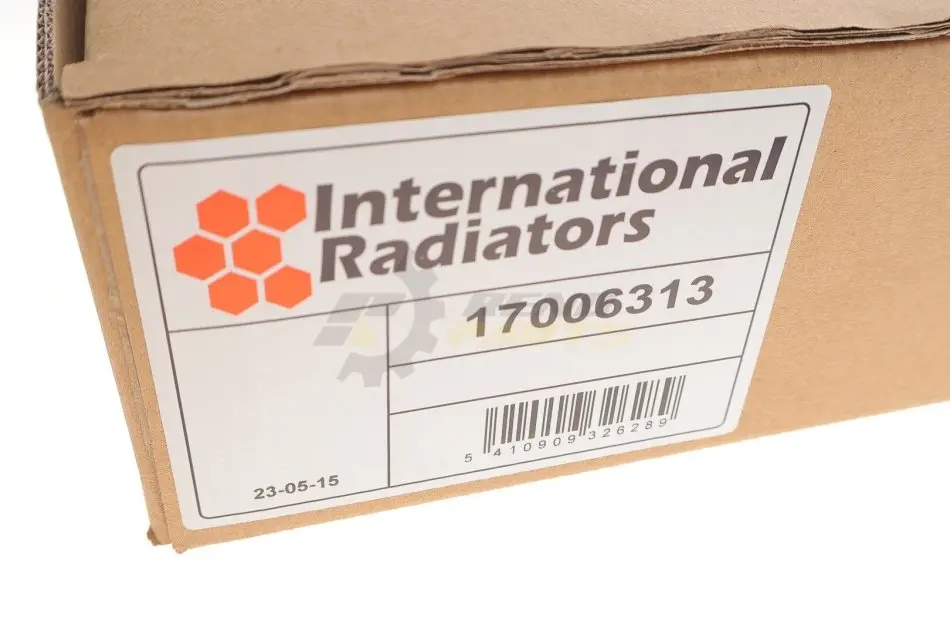 International
Radiators
17006313
5 410909 326289
23-05-15